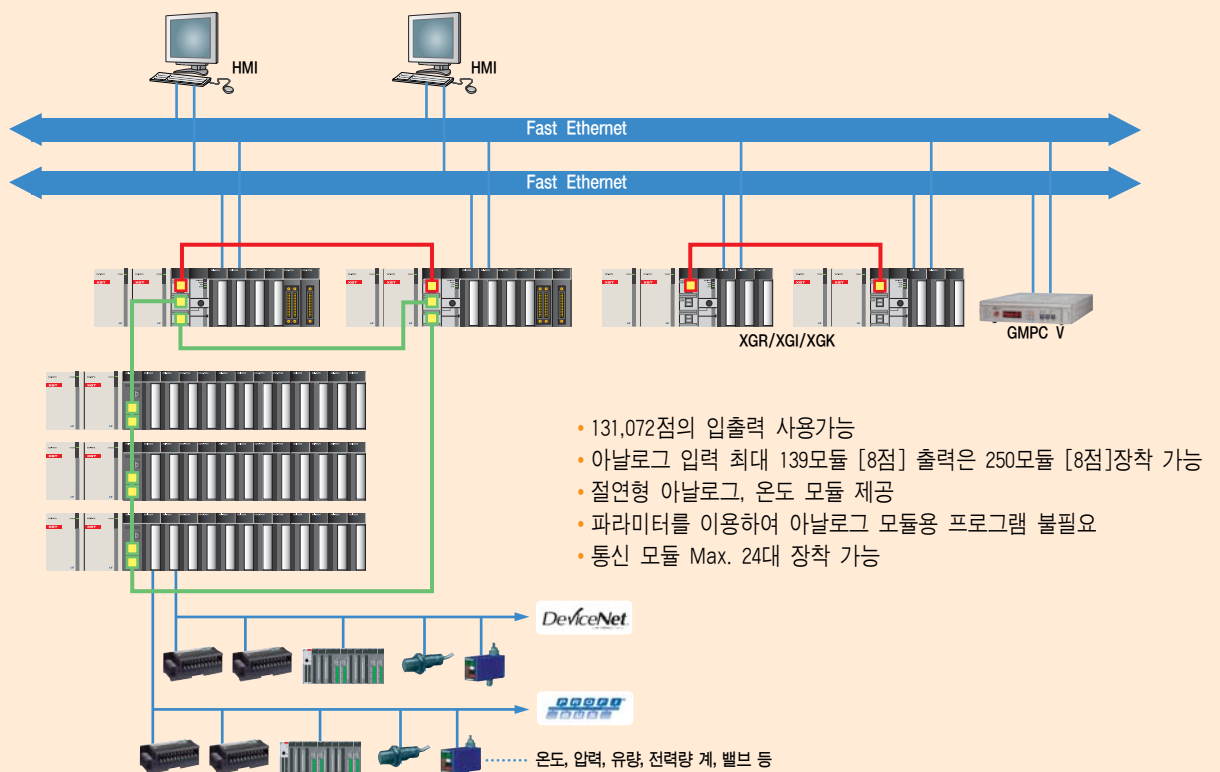 HMI
HMI
Fast Ethernet
Fast Ethernet
XGR/XGI/XGK
GMPC V
• 131,072점의 입출력 사용가능
• 아날로그 입력 최대 139모듈 [8점] 출력은 250모듈 [8점]장착 가능
• 절연형 아날로그, 온도 모듈 제공
• 파라미터를 이용하여 아날로그 모듈용 프로그램 불필요
• 통신 모듈 Max. 24대 장착 가능
DeviceNet
PROFI
BUS
온도, 압력, 유량, 전력량 계, 밸브 등